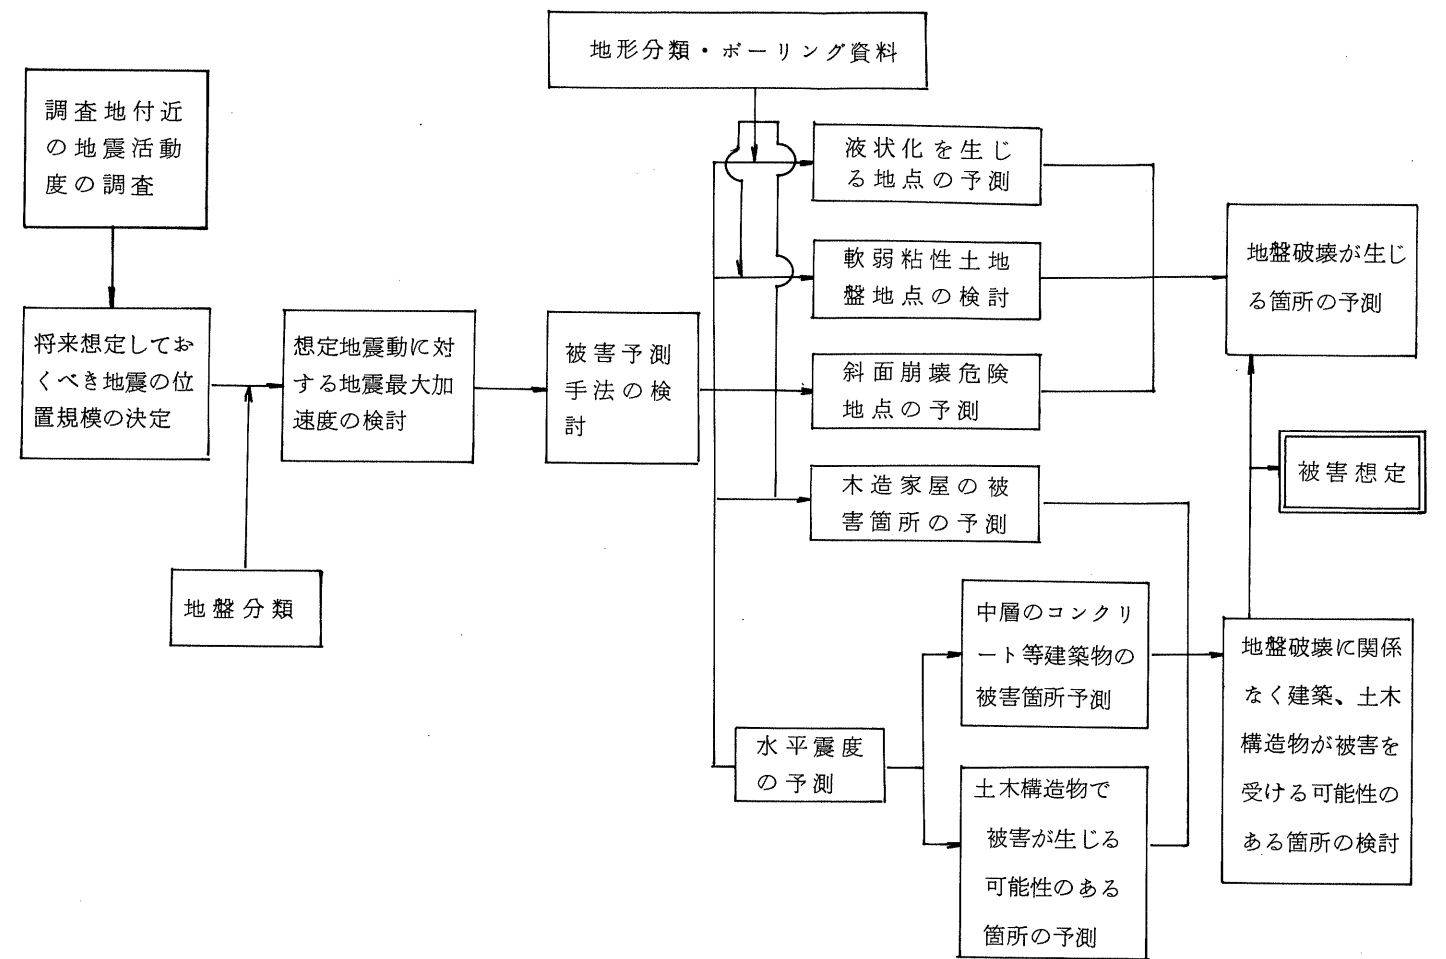 地形分類・ボーリング資料
調査地付近
の地震活動
度の調査
将来想定してお
くべき地震の位
置規模の決定
想定地震動に対
する地震最大加
速度の検討
地盤分類
被害予測
手法の検
討
液状化を生じ
る地点の予測
軟弱粘性土地
盤地点の検討
斜面崩壊危険
地点の予測
木造家屋の被
害箇所の予測
水平震度
の予測
中層のコンクリ
ート等建築物の
被害箇所予測
土木構造物で
被害が生じる
可能性のある
箇所の予測
地盤破壊が生じ
る箇所の予測
被害想定
地盤破壊に関係
なく建築、土木
構造物が被害を
受ける可能性の
ある箇所の検討